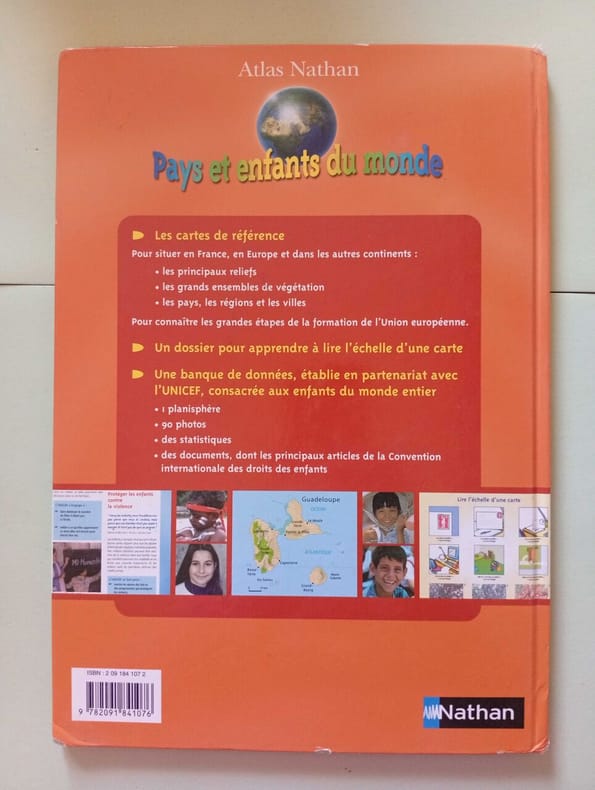 Atlas Nathan
Pays et enfants du monde
Les cartes de référence
Pour situer en France, en Europe et dans les autres continents :
• les principaux reliefs
• les grands ensembles de végétation
• les pays, les régions et les villes
Pour connaître les grandes étapes de la formation de l'Union européenne.
Un dossier pour apprendre à lire l'échelle d'une carte
Une banque de données, établie en partenariat avec
l'UNICEF, consacrée aux enfants du monde entier
• 1 planisphère
• 90 photos
• des statistiques
• des documents, dont les principaux articles de la Convention
internationale des droits des enfants
Protéger les enfants
contre
la violence
Guadeloupe
Lire l'échelle d'une carte
ISBN : 2 09 184 107 2
9 782091 841076
Nathan